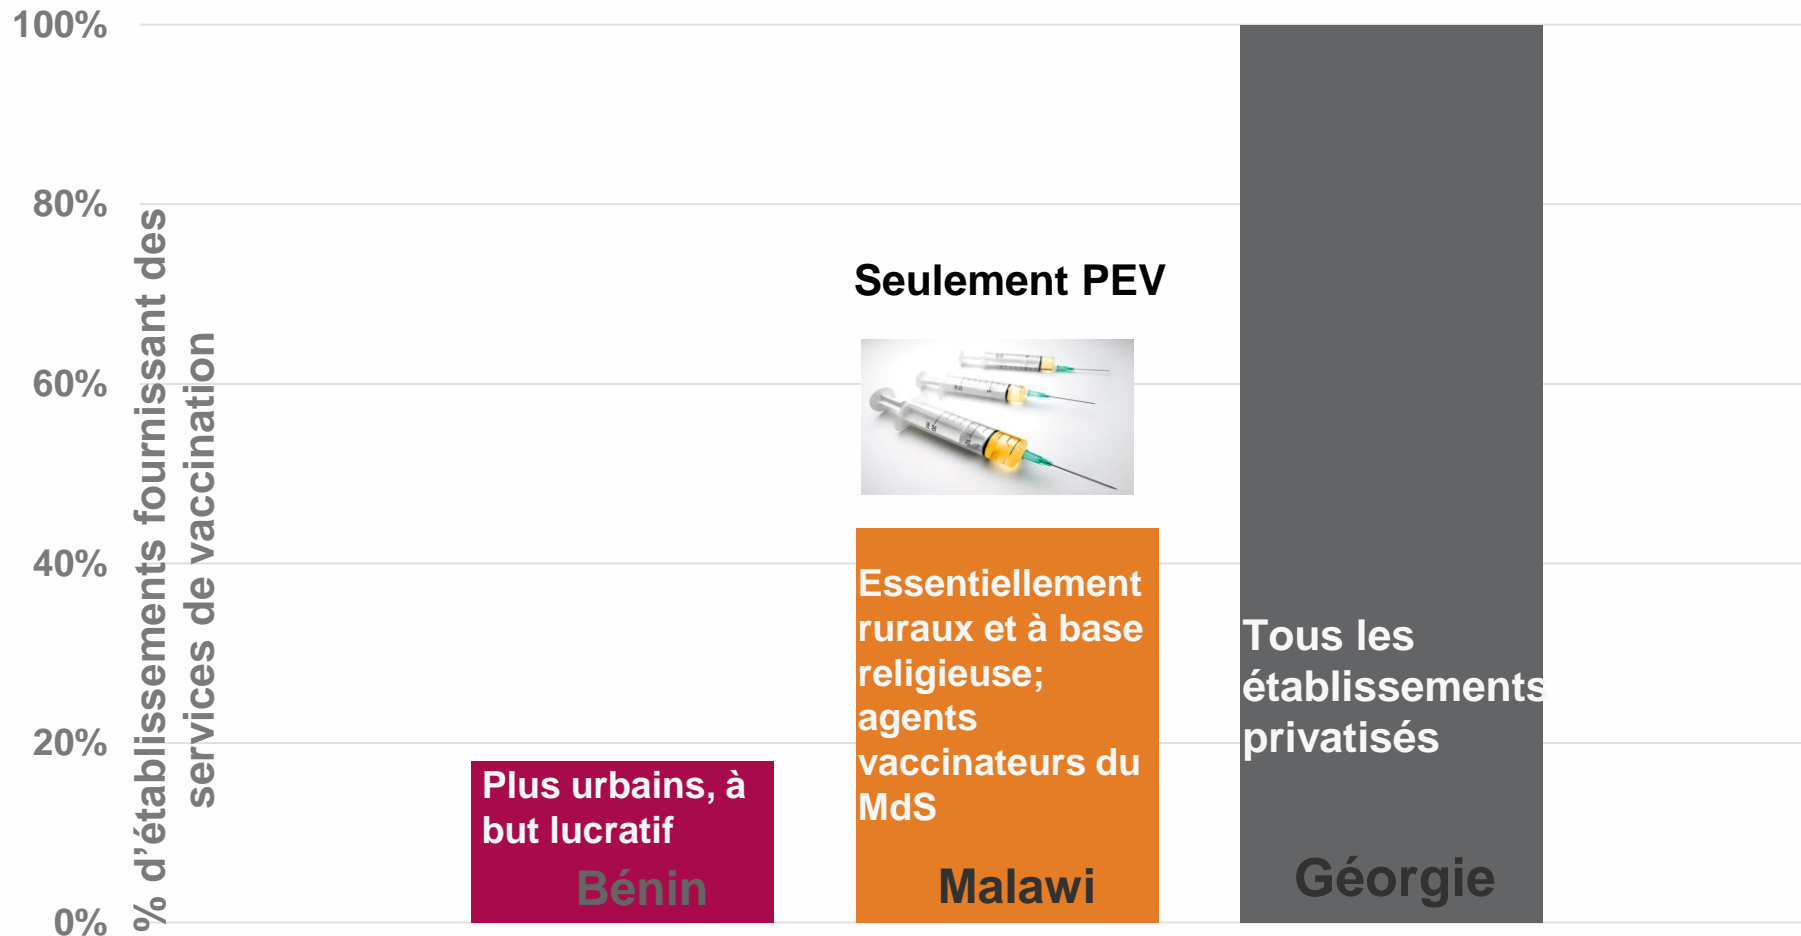 100%
80%
60%
40%
20%
0%
% d'établissements fournissant des
services de vaccination
Plus urbains, à
but lucratif
Bénin
Seulement PEV
Essentiellement
ruraux et à base
religieuse;
agents
vaccinateurs du
MdS
Malawi
Tous les
établissements
privatisés
Géorgie